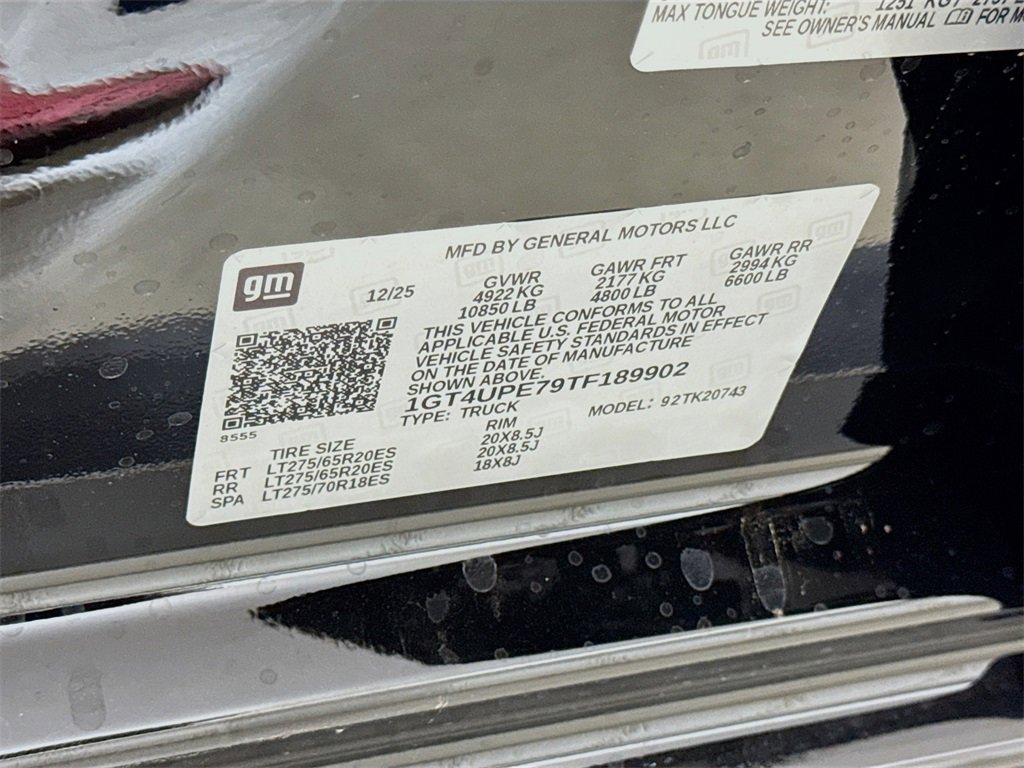 MAX TONGUE WEIGHT:
SEE OWNER'S MANUAL FOR M
MFD BY GENERAL MOTORS LLC
gm
12/25
GVWR GAWR FRT GAWR RR
4922 KG 2177 KG 2994 KG
10850 LB 4800 LB 6600 LB
THIS VEHICLE CONFORMS TO ALL
APPLICABLE U.S. FEDERAL MOTOR
VEHICLE SAFETY STANDARDS IN EFFECT
ON THE DATE OF MANUFACTURE
SHOWN ABOVE.
1GT4UPE79TF189902
TYPE: TRUCK MODEL: 92TK20743
8555
TIRE SIZE RIM
FRT LT275/65R20ES 20X8.5J
RR LT275/65R20ES 20X8.5J
SPA LT275/70R18ES 18X8J